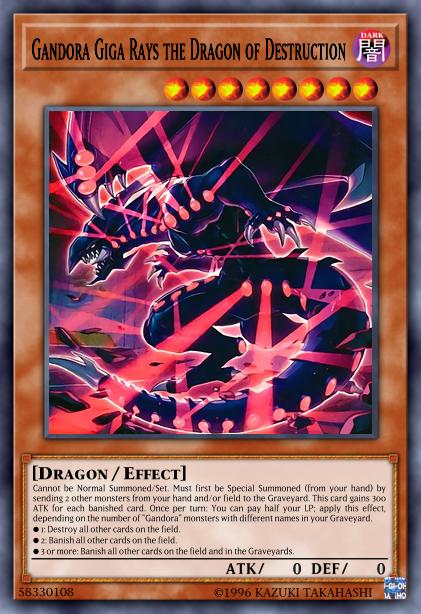 GANDORA GIGA RAYS THE DRAGON OF DESTRUCTION
DARK
闇
[DRAGON / EFFECT]
Cannot be Normal Summoned/Set. Must first be Special Summoned (from your hand) by
sending 2 other monsters from your hand and/or field to the Graveyard. This card gains 300
ATK for each banished card. Once per turn: You can pay half your LP; apply this effect,
depending on the number of "Gandora" monsters with different names in your Graveyard.
● 1: Destroy all other cards on the field.
● 2: Banish all other cards on the field.
● 3 or more: Banish all other cards on the field and in the Graveyards.
ATK/ 0 DEF/ 0
58330108
©1996 KAZUKI TAKAHASHI